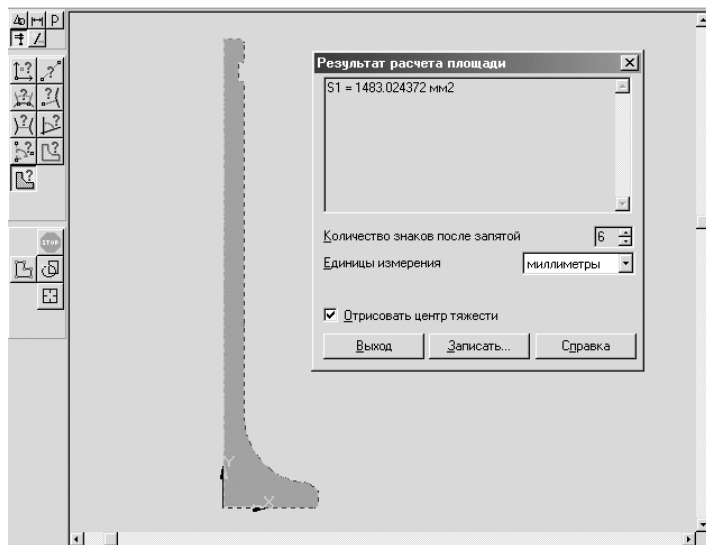 P
Результат расчета площади
S1 = 1483.024372 мм2
Количество знаков после запятой 6
Единицы измерения миллиметры
Отрисовать центр тяжести
Выход Записать... Справка
STOP
Y
X